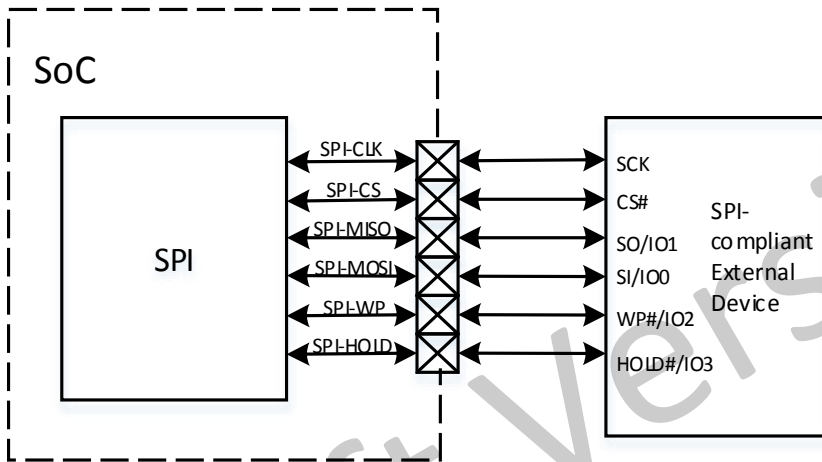 SoC
SPI
SPI-CLK
SPI-CS
SPI-MISO
SPI-MOSI
SPI-WP
SPI-HOLD
SCK
CS#
SO/IO1
SI/IO0
WP#/IO2
HOLD#/IO3
SPI-
compliant
External
Device